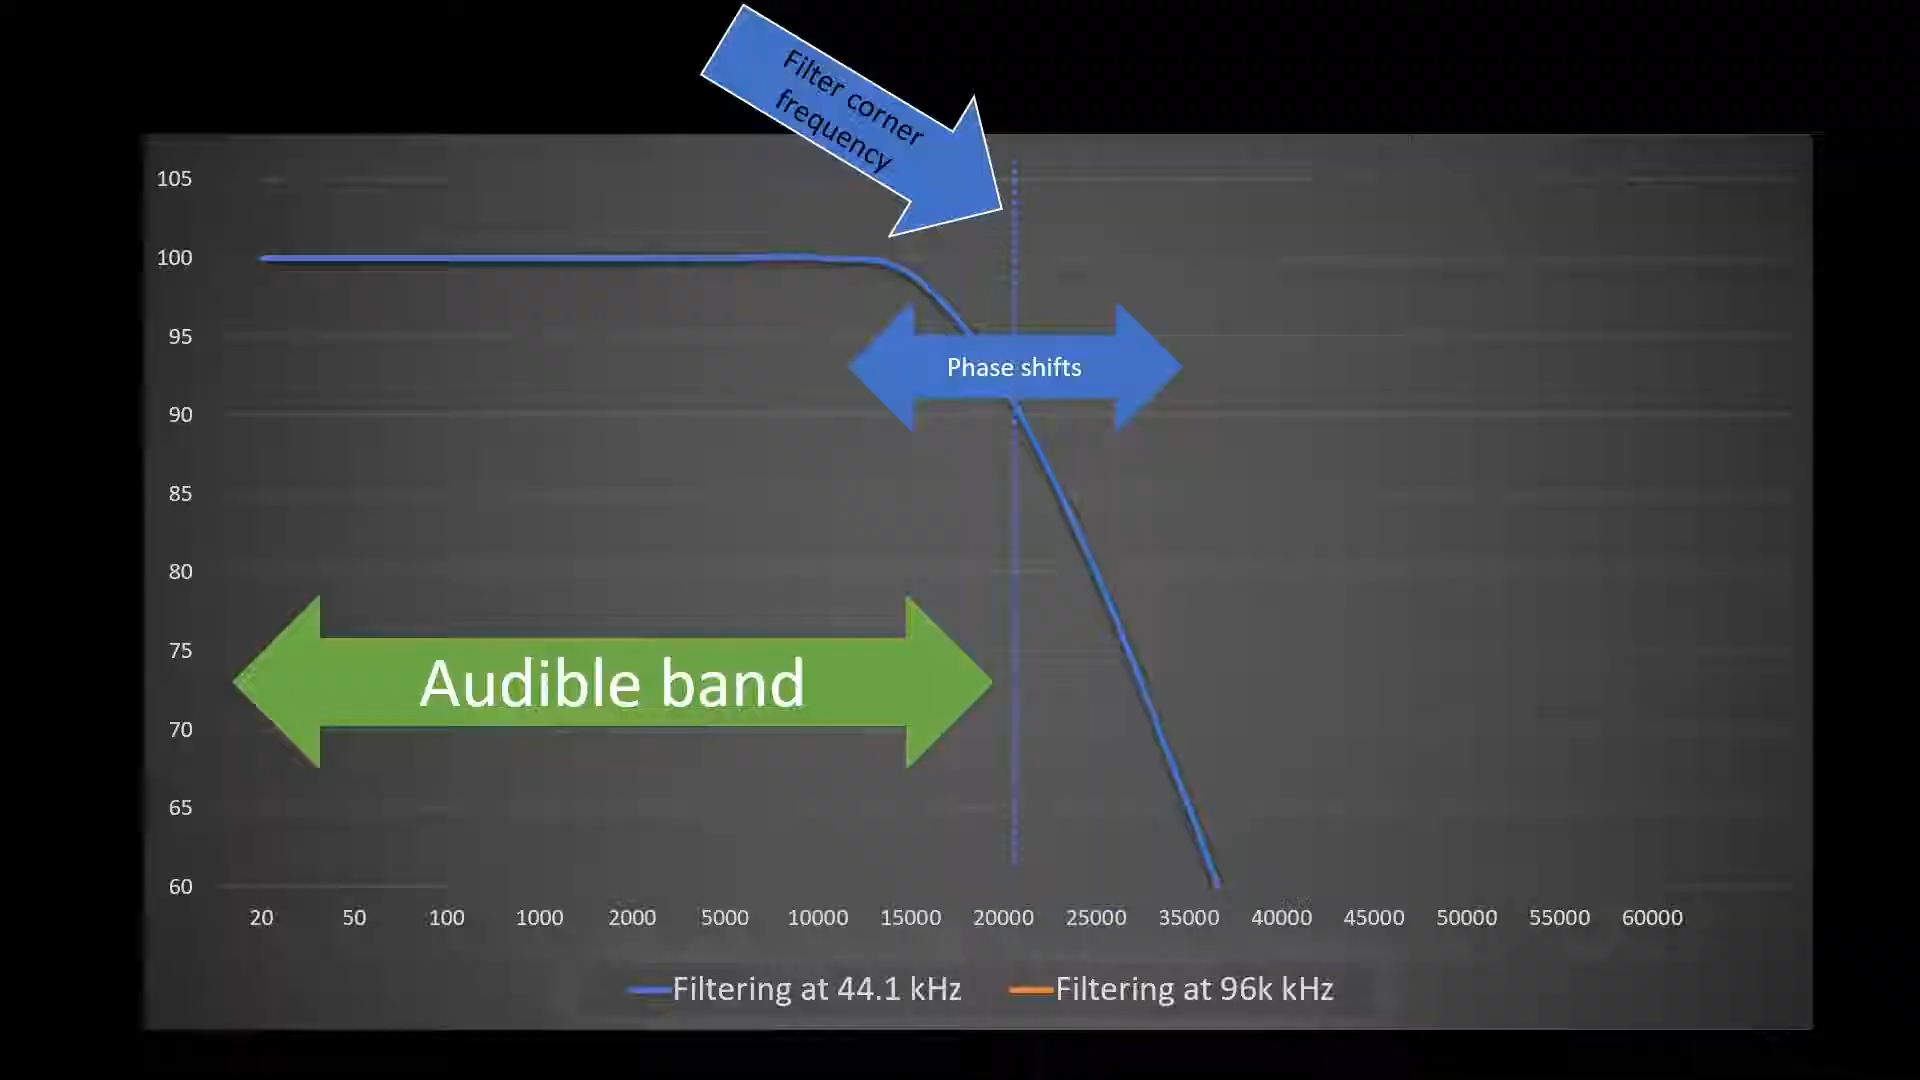 Filter corner
frequency
105
100
95
Phase shifts
90
85
80
75
Audible band
70
65
60
20 50 100 1000 2000 5000 10000 15000 20000 25000 35000 40000 45000 50000 55000 60000
Filtering at 44.1 kHz Filtering at 96k kHz